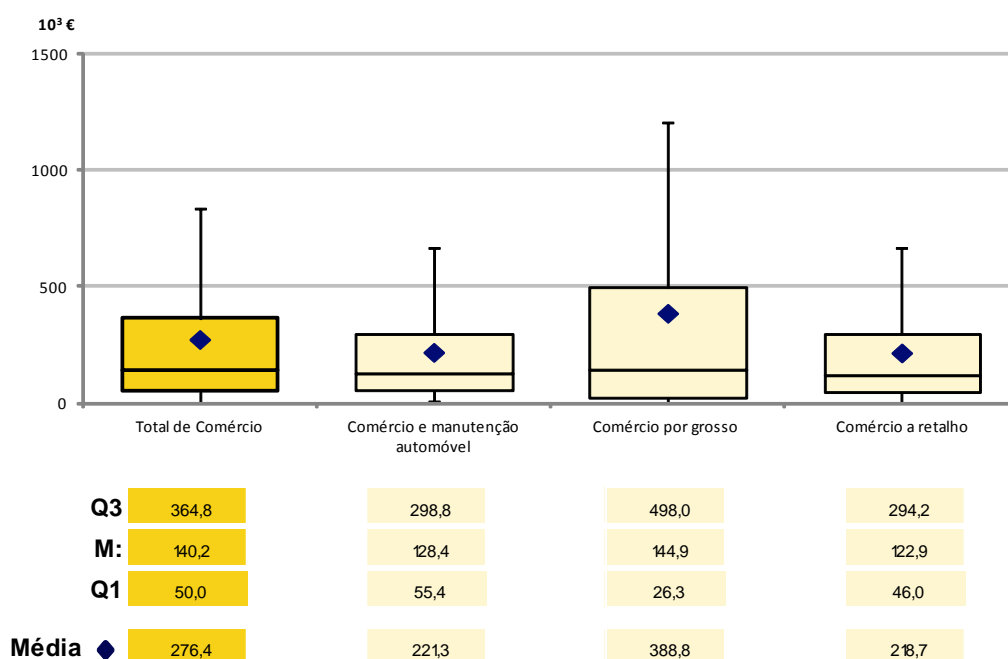 10³ €
1500
1000
500
0
Total de Comércio
Comércio e manutenção
automóvel
Comércio por grosso
Comércio a retalho
Q3 364,8 298,8 498,0 294,2
M: 140,2 128,4 144,9 122,9
Q1 50,0 55,4 26,3 46,0
Média 276,4 221,3 388,8 218,7